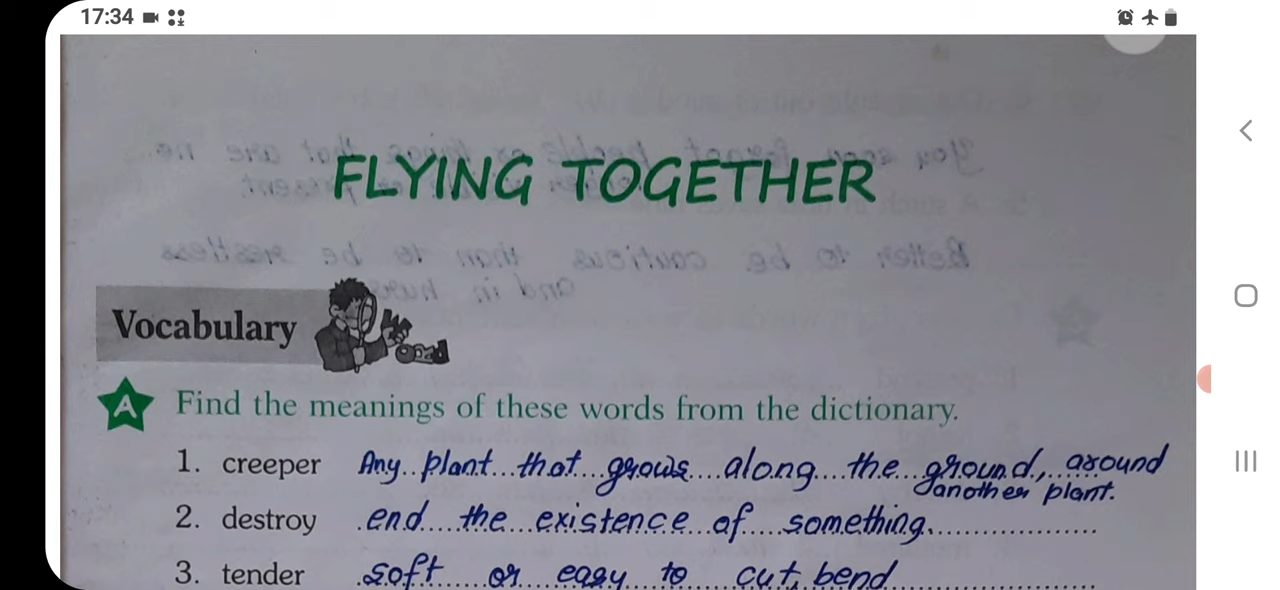 17:34
FLYING TOGETHER
Vocabulary
A Find the meanings of these words from the dictionary.
1. creeper Any plant that grows along the ground, around
another plant.
2. destroy end the existence of something.
3. tender soft or easy to cut, bend